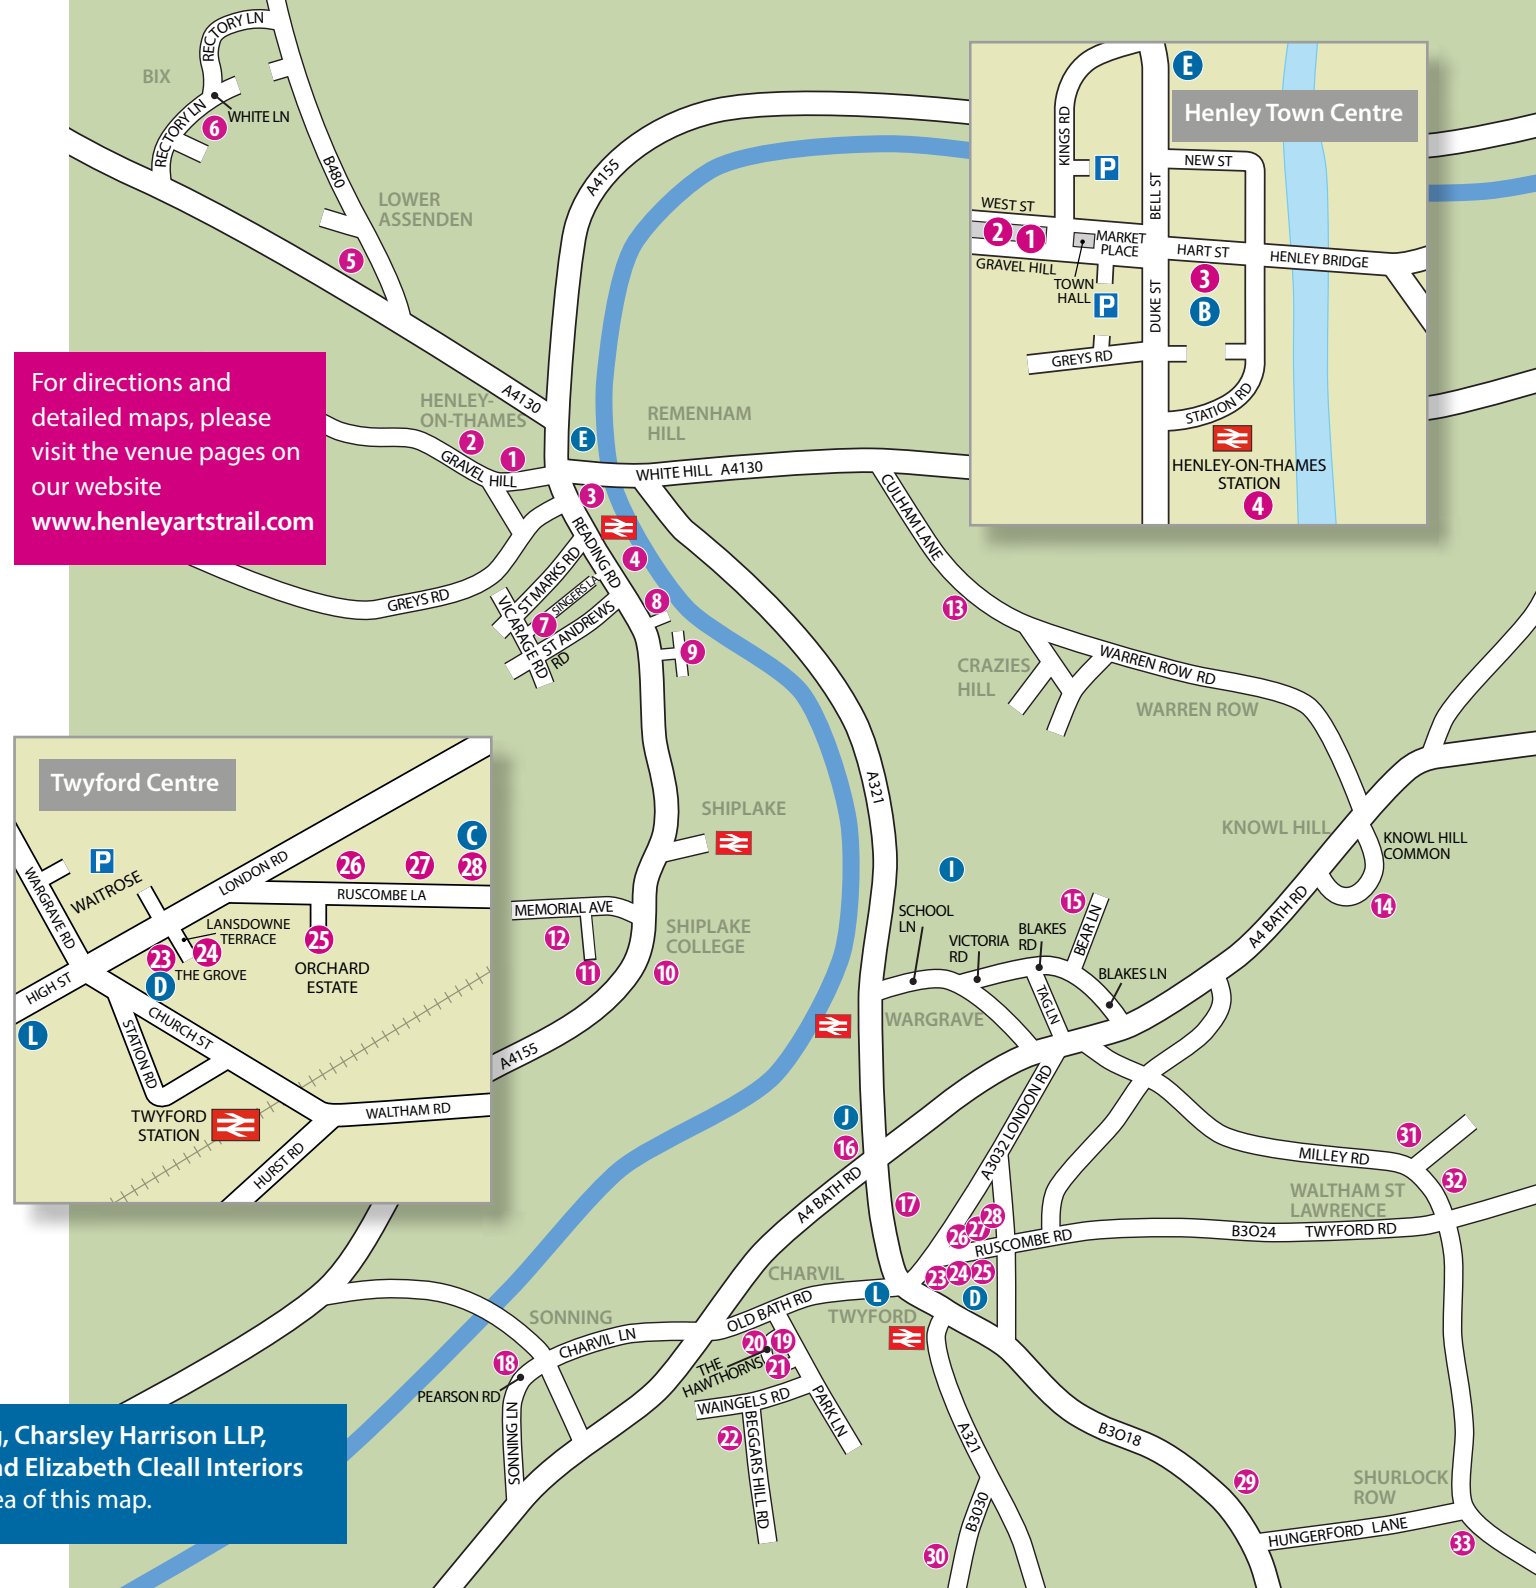 RECTORY LN
BIX
WHITE LN
RECTORY LN
6
B480
LOWER
ASSENDEN
5
A4155
For directions and
detailed maps, please
visit the venue pages on
our website
www.henleyartstrail.com
A4130
HENLEY-
ON-THAMES
2
1
GRAVEL HILL
E
REMENHAM
HILL
WHITE HILL A4130
3
READING RD
4
ST MARKS RD
SINGERS LA
VICARAGE RD
7
ST ANDREWS
RD
8
9
GREYS RD
CULHAM LANE
13
CRAZIES
HILL
WARREN ROW RD
WARREN ROW
Henley Town Centre
E
KINGS RD
P
NEW ST
BELL ST
WEST ST
2
1
MARKET
PLACE
HART ST
HENLEY BRIDGE
GRAVEL HILL
TOWN
HALL
3
P
B
DUKE ST
GREYS RD
STATION RD
HENLEY-ON-THAMES
STATION
4
Twyford Centre
C
P
26
27
28
LONDON RD
WAITROSE
WARGRAVE RD
RUSCOMBE LA
LANSDOWNE
TERRACE
23
24
25
THE GROVE
ORCHARD
ESTATE
D
HIGH ST
L
CHURCH ST
STATION RD
TWYFORD
STATION
WALTHAM RD
HURST RD
SHIPLAKE
A321
MEMORIAL AVE
12
11
SHIPLAKE
COLLEGE
10
A4155
KNOWL HILL
KNOWL HILL
COMMON
14
A4 BATH RD
I
SCHOOL
LN
VICTORIA
RD
BLAKES
RD
15
BEAR LN
BLAKES LN
TAG LN
WARGRAVE
J
16
A4 BATH RD
17
A3032 LONDON RD
26
27
28
RUSCOMBE RD
23
24
25
D
MILLEY RD
31
32
WALTHAM ST
LAWRENCE
B3O24
TWYFORD RD
CHARVIL
L
TWYFORD
OLD BATH RD
SONNING
CHARVIL LN
18
PEARSON RD
SONNING LN
20
19
THE
HAWTHORNS
21
WAINGELS RD
PARK LN
22
BEGGARS HILL RD
A321
B3030
30
B3O18
29
SHURLOCK
ROW
HUNGERFORD LANE
33
, Charsley Harrison LLP,
d Elizabeth Cleall Interiors
ea of this map.